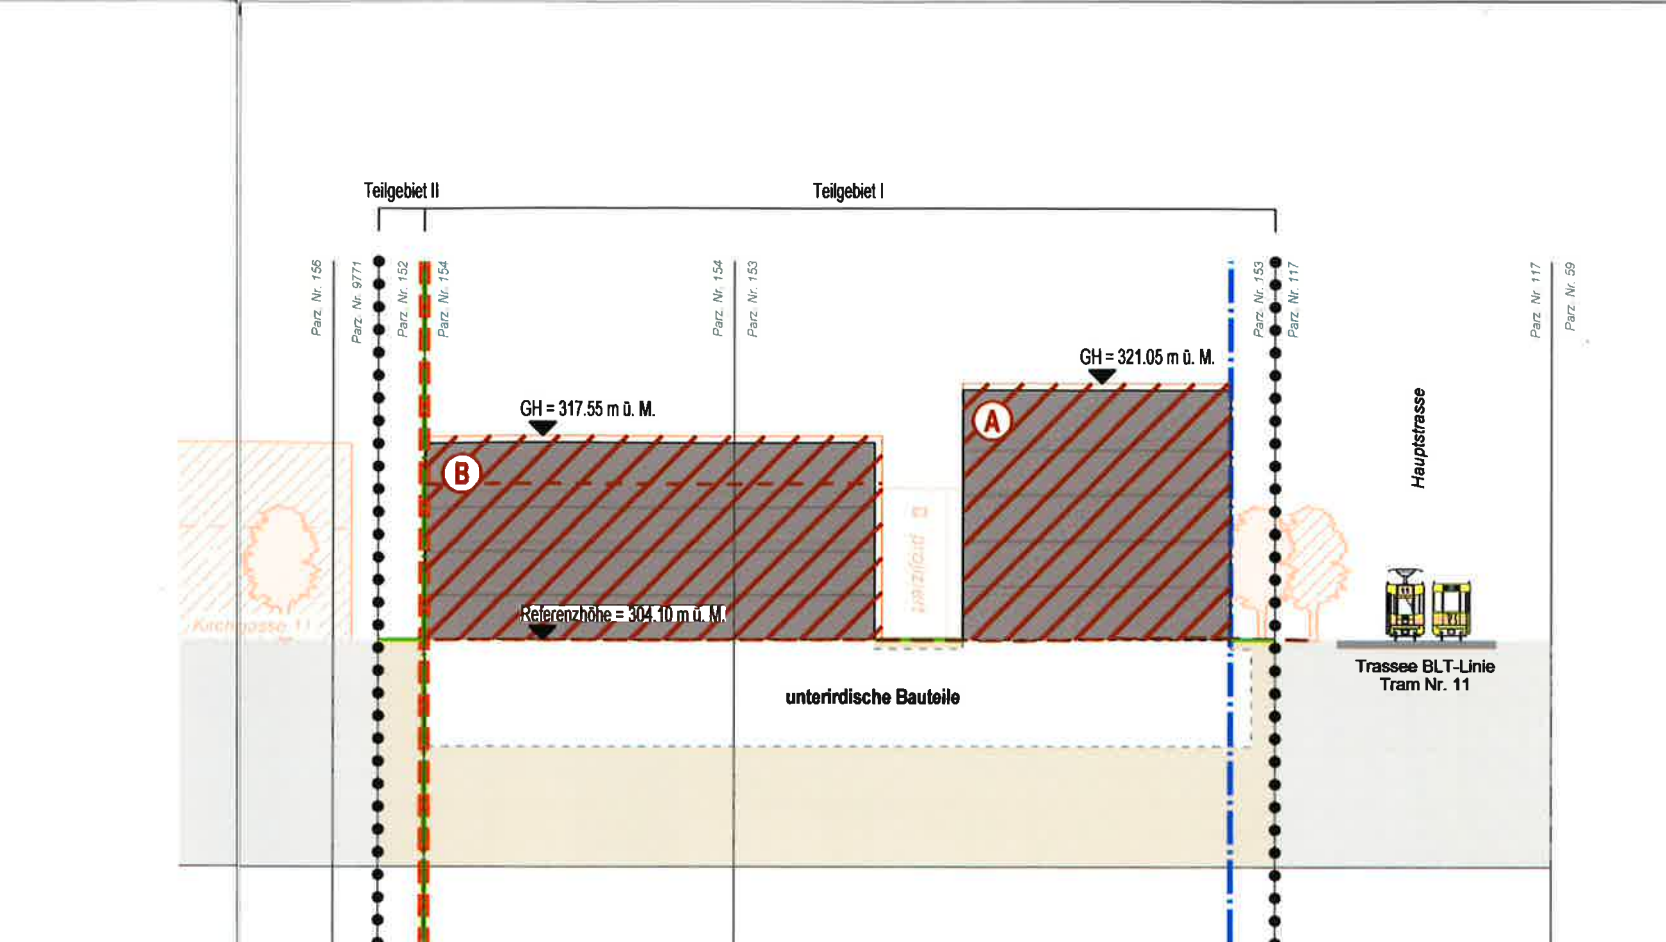 Teilgebiet II
Teilgebiet I
Parz. Nr. 156
Parz. Nr. 9771
Parz. Nr. 152
Parz. Nr. 154
Parz. Nr. 154
Parz. Nr. 153
Parz. Nr. 153
Parz. Nr. 117
Parz. Nr. 117
Parz. Nr. 59
GH = 321.05 m ü. M.
GH = 317.55 m ü. M.
A
B
Hauptstrasse
Kirchgasse 11
Referenzhöhe = 304.10 m ü. M.
unterirdische Bauteile
Trassee BLT-Linie
Tram Nr. 11